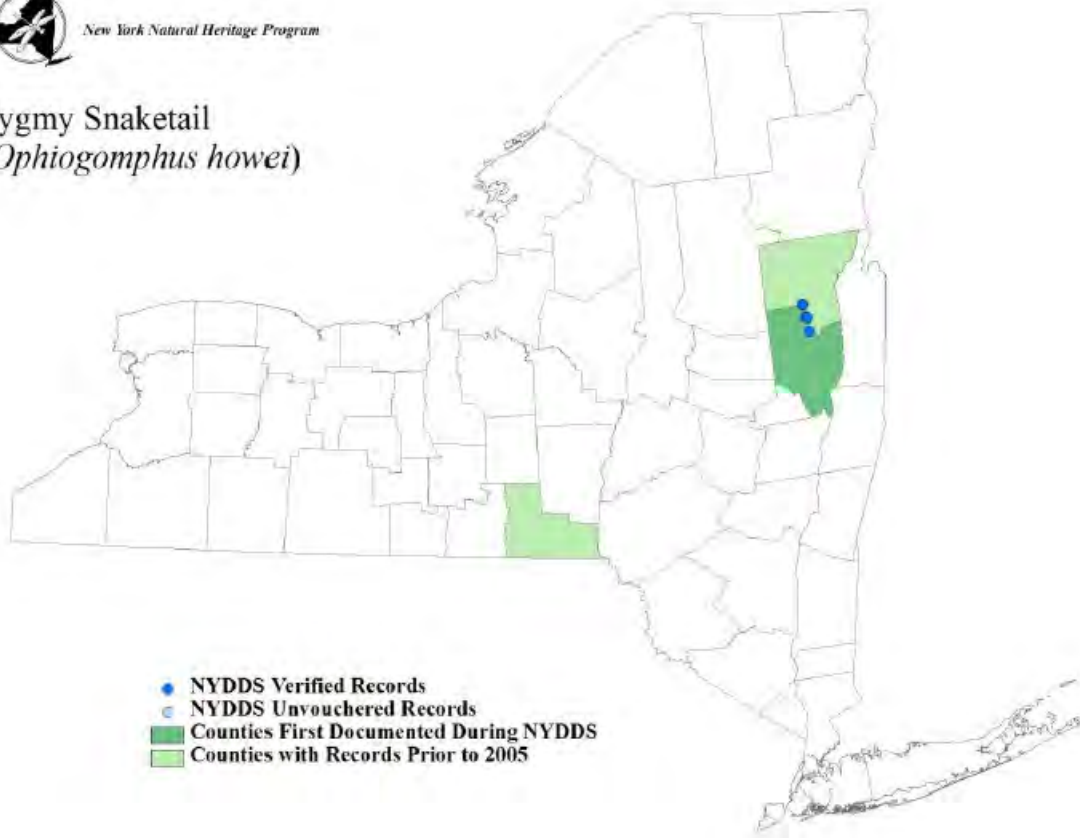 New York Natural Heritage Program
ygmy Snaketail
Ophiogomphus howei)
NYDDS Verified Records
NYDDS Unvouchered Records
Counties First Documented During NYDDS
Counties with Records Prior to 2005